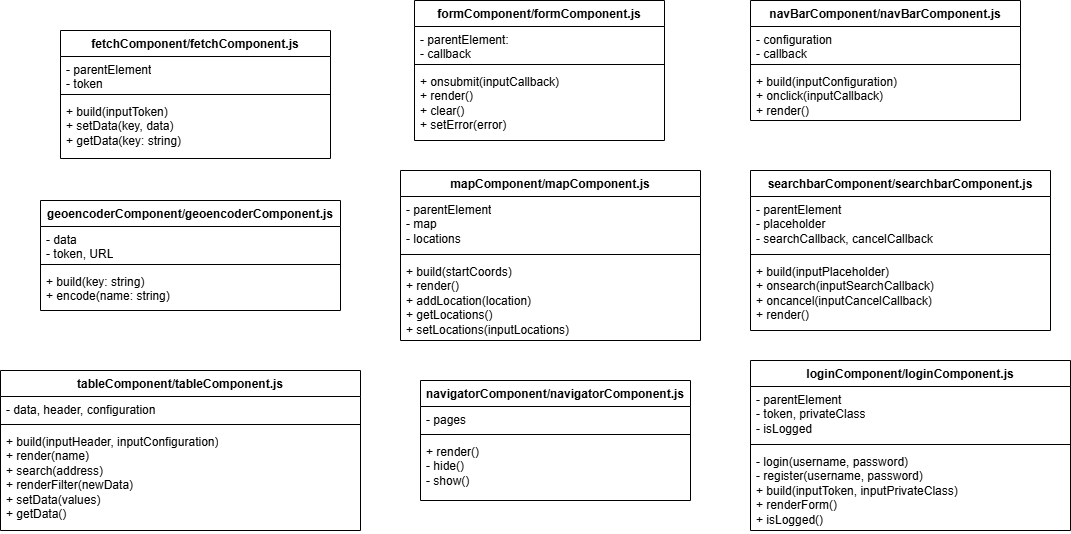 fetchComponent/fetchComponent.js
- parentElement
- token
+ build(inputToken)
+ setData(key, data)
+ getData(key: string)
formComponent/formComponent.js
- parentElement:
- callback
+ onsubmit(inputCallback)
+ render()
+ clear()
+ setError(error)
navBarComponent/navBarComponent.js
- configuration
- callback
+ build(inputConfiguration)
+ onclick(inputCallback)
+ render()
geoencoderComponent/geoencoderComponent.js
- data
- token, URL
+ build(key: string)
+ encode(name: string)
mapComponent/mapComponent.js
- parentElement
- map
- locations
+ build(startCoords)
+ render()
+ addLocation(location)
+ getLocations()
+ setLocations(inputLocations)
searchbarComponent/searchbarComponent.js
- parentElement
- placeholder
- searchCallback, cancelCallback
+ build(inputPlaceholder)
+ onsearch(inputSearchCallback)
+ oncancel(inputCancelCallback)
+ render()
tableComponent/tableComponent.js
- data, header, configuration
+ build(inputHeader, inputConfiguration)
+ render(name)
+ search(address)
+ renderFilter(newData)
+ setData(values)
+ getData()
navigatorComponent/navigatorComponent.js
- pages
+ render()
- hide()
- show()
loginComponent/loginComponent.js
- parentElement
- token, privateClass
- isLogged
- login(username, password)
- register(username, password)
+ build(inputToken, inputPrivateClass)
+ renderForm()
+ isLogged()